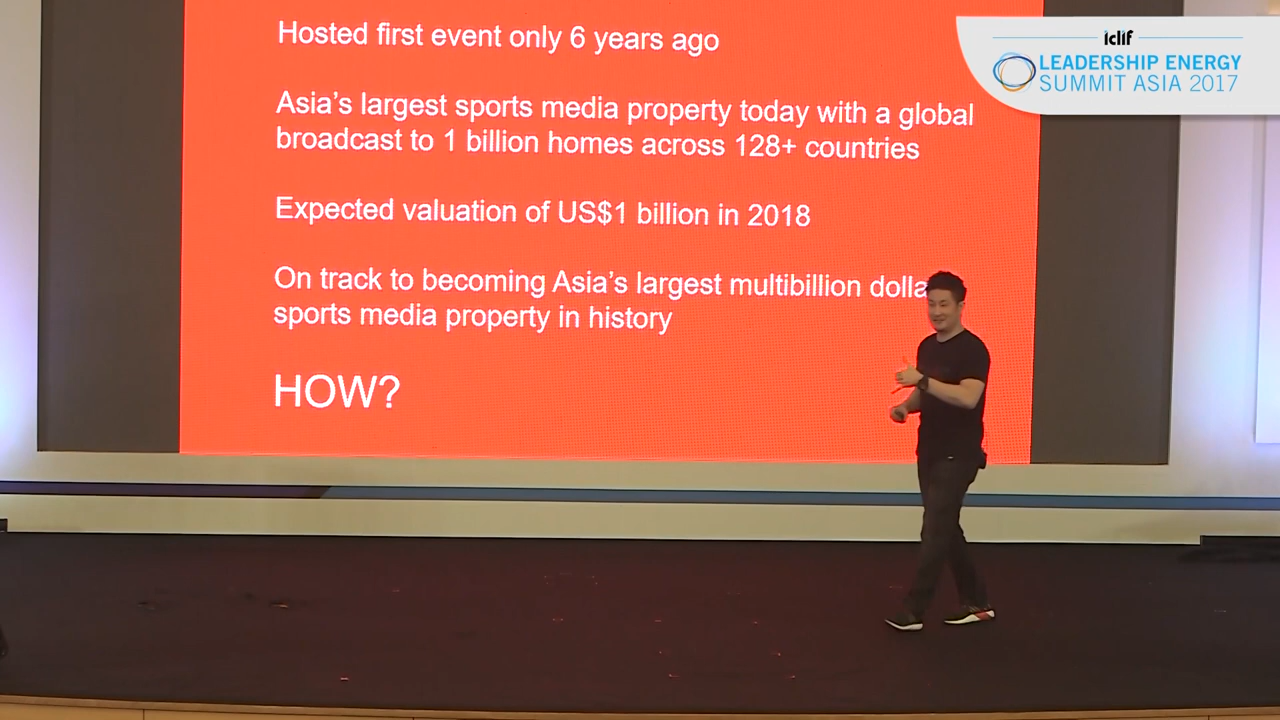 Hosted first event only 6 years ago
Asia's largest sports media property today with a global
broadcast to 1 billion homes across 128+ countries
Expected valuation of US$1 billion in 2018
On track to becoming Asia's largest multibillion dolla
sports media property in history
HOW?
iclif
LEADERSHIP ENERGY
SUMMIT ASIA 2017